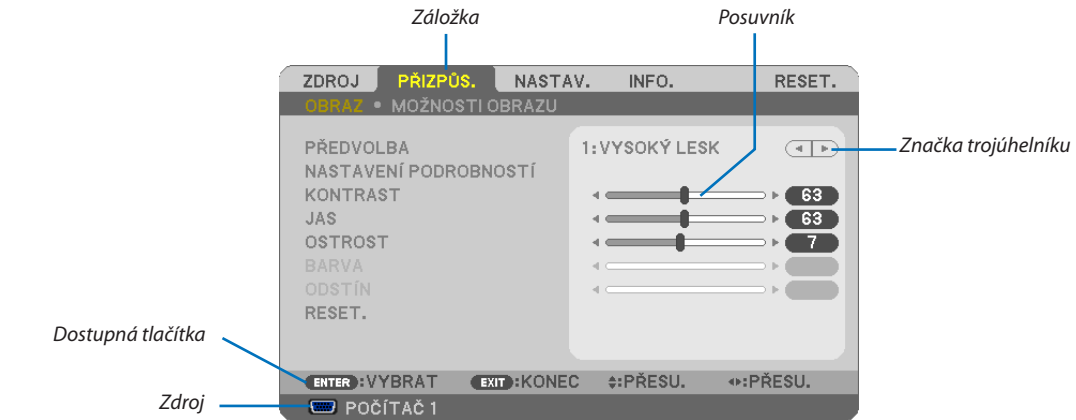 Záložka Posuvník
ZDROJ PŘIZPŮS. NASTAV. INFO. RESET.
OBRAZ • MOŽNOSTI OBRAZU
PŘEDVOLBA 1:VYSOKÝ LESK Značka trojúhelníku
NASTAVENÍ PODROBNOSTÍ
KONTRAST 63
JAS 63
OSTROST 7
BARVA
ODSTÍN
RESET.
Dostupná tlačítka
ENTER :VYBRAT EXIT :KONEC :PŘESU. :PŘESU.
Zdroj POČÍTAČ 1